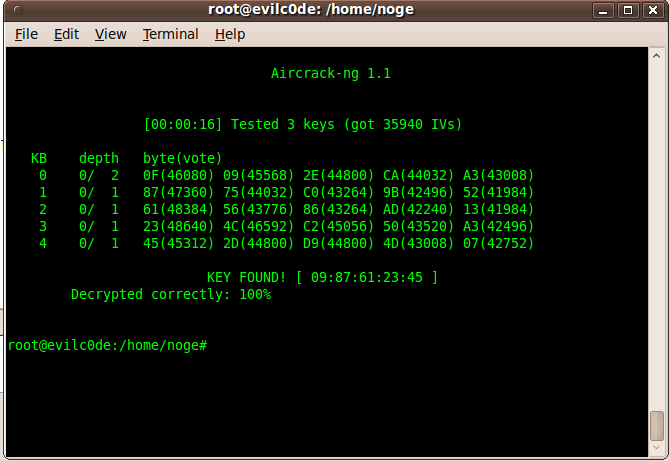 root@evilc0de: /home/noge
File Edit View Terminal Help
Aircrack-ng 1.1
[00:00:16] Tested 3 keys (got 35940 IVs)
KB depth byte(vote)
0 0/ 2 0F(46080) 09(45568) 2E(44800) CA(44032) A3(43008)
1 0/ 1 87(47360) 75(44032) C0(43264) 9B(42496) 52(41984)
2 0/ 1 61(48384) 56(43776) 86(43264) AD(42240) 13(41984)
3 0/ 1 23(48640) 4C(46592) C2(45056) 50(43520) A3(42496)
4 0/ 1 45(45312) 2D(44800) D9(44800) 4D(43008) 07(42752)
KEY FOUND! [ 09:87:61:23:45 ]
Decrypted correctly: 100%
root@evilc0de:/home/noge#